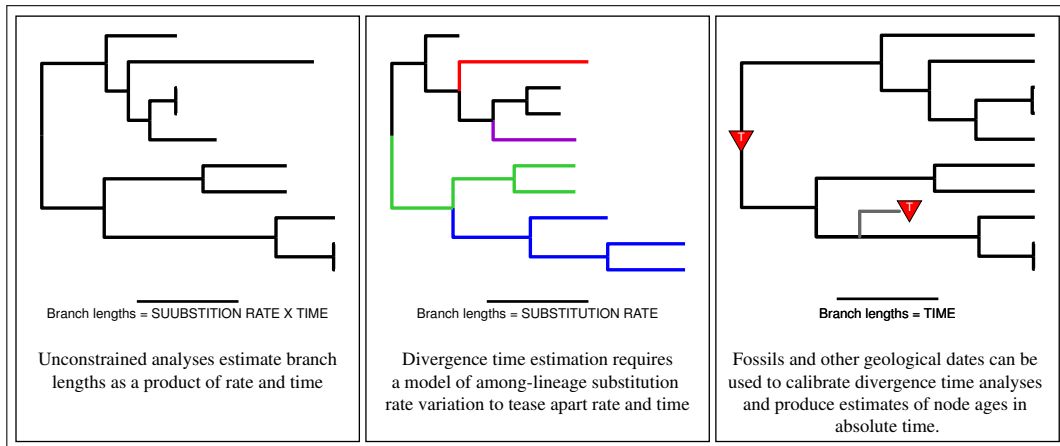 Branch lengths = SUUBSTITION RATE X TIME
Unconstrained analyses estimate branch
lengths as a product of rate and time
Branch lengths = SUBSTITUTION RATE
Divergence time estimation requires
a model of among-lineage substitution
rate variation to tease apart rate and time
T
T
Branch lengths = TIME
Fossils and other geological dates can be
used to calibrate divergence time analyses
and produce estimates of node ages in
absolute time.